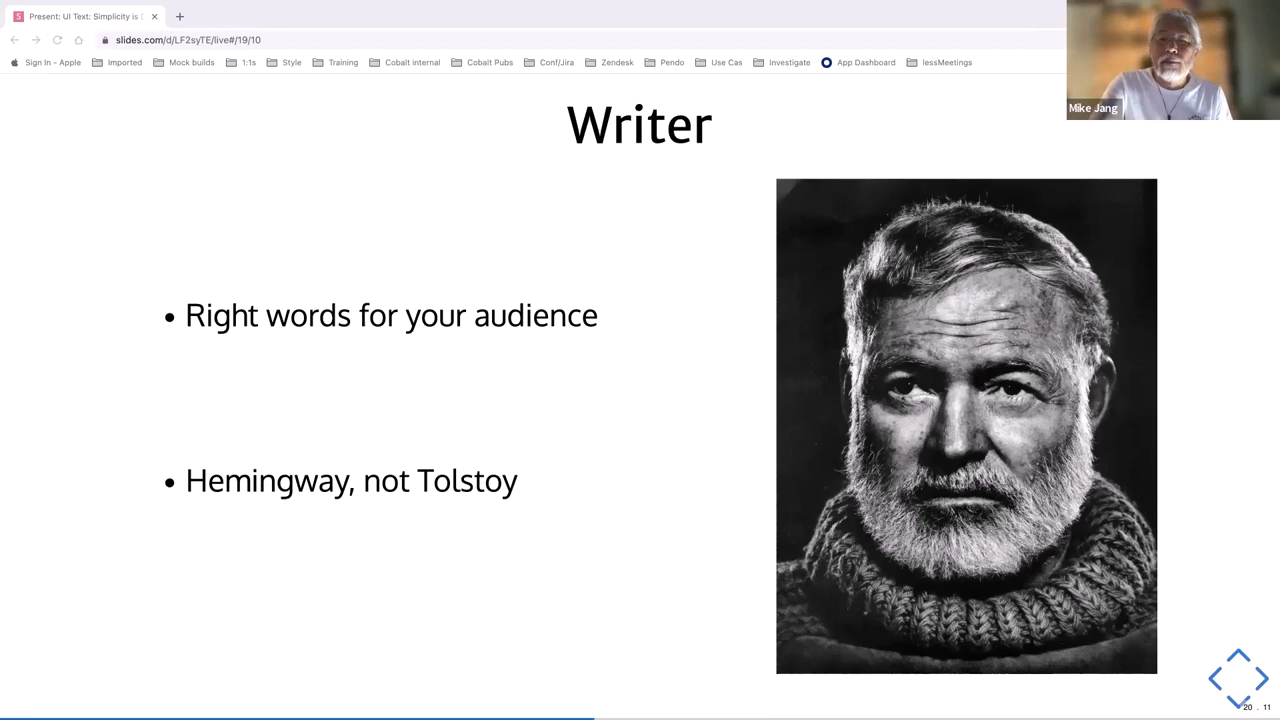 Present: UI Text: Simplicity is
slides.com/d/LF2syTE/live#/19/10
Sign In - Apple Imported Mock builds 1:1s Style Training Cobalt internal Cobalt Pubs Conf/Jira Zendesk Pendo Use Cas Investigate App Dashboard lessMeetings
Mike Jang
Writer
• Right words for your audience
• Hemingway, not Tolstoy
20 . 11